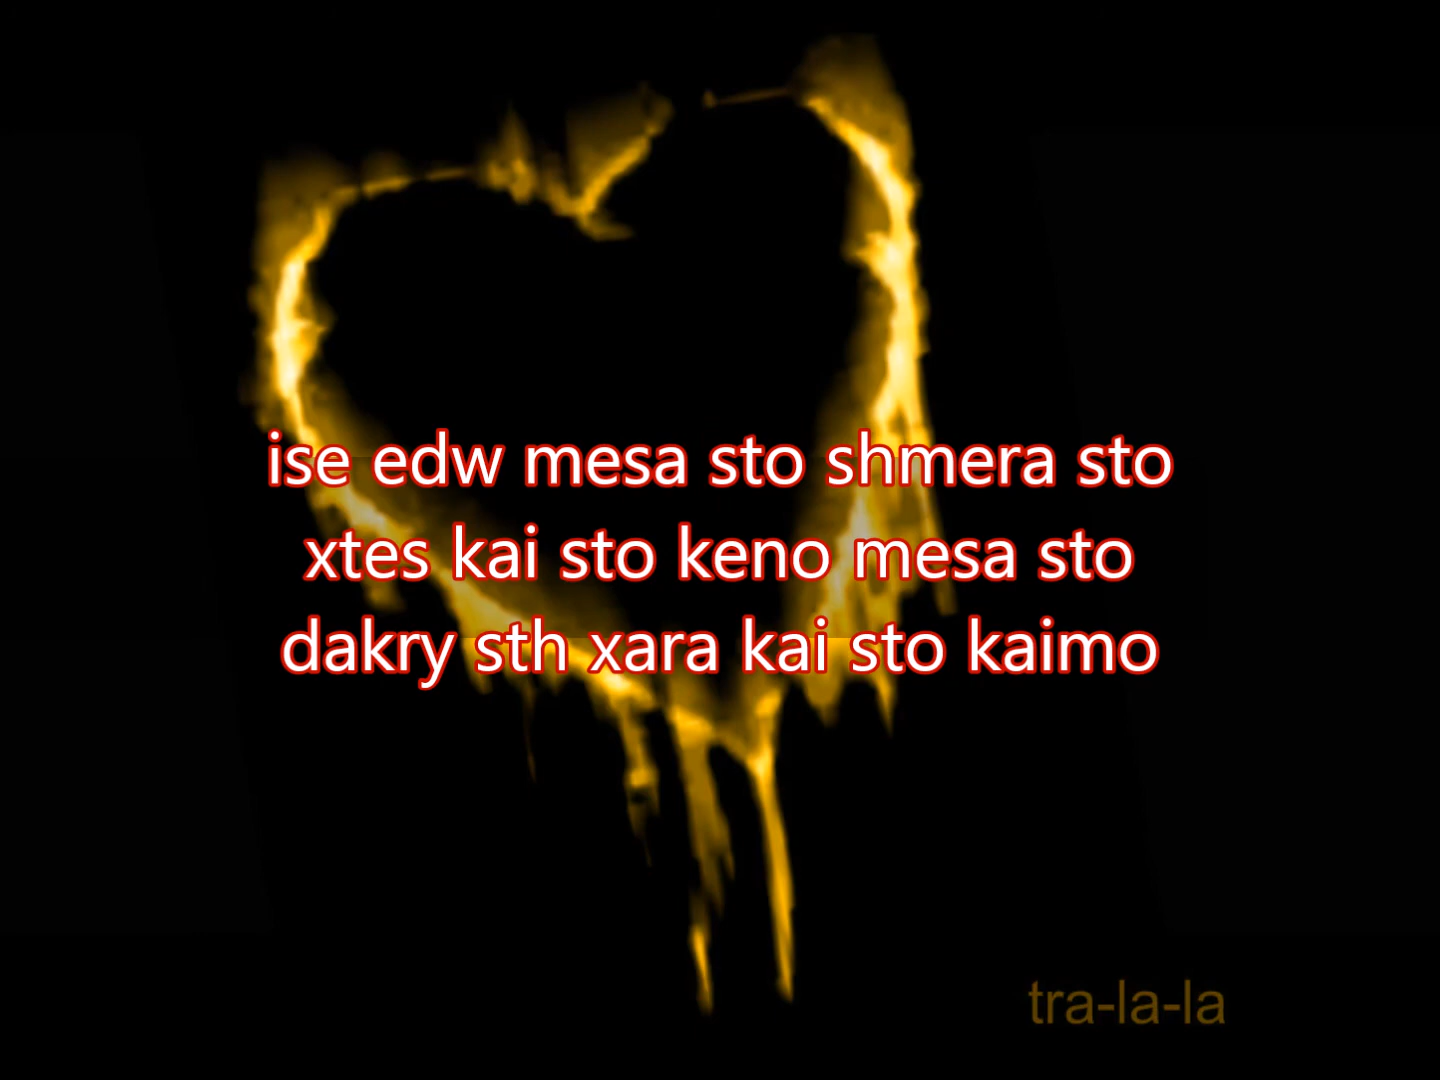 ise edw mesa sto shmera sto
xtes kai sto keno mesa sto
dakry sth xara kai sto kaimo
tra-la-la